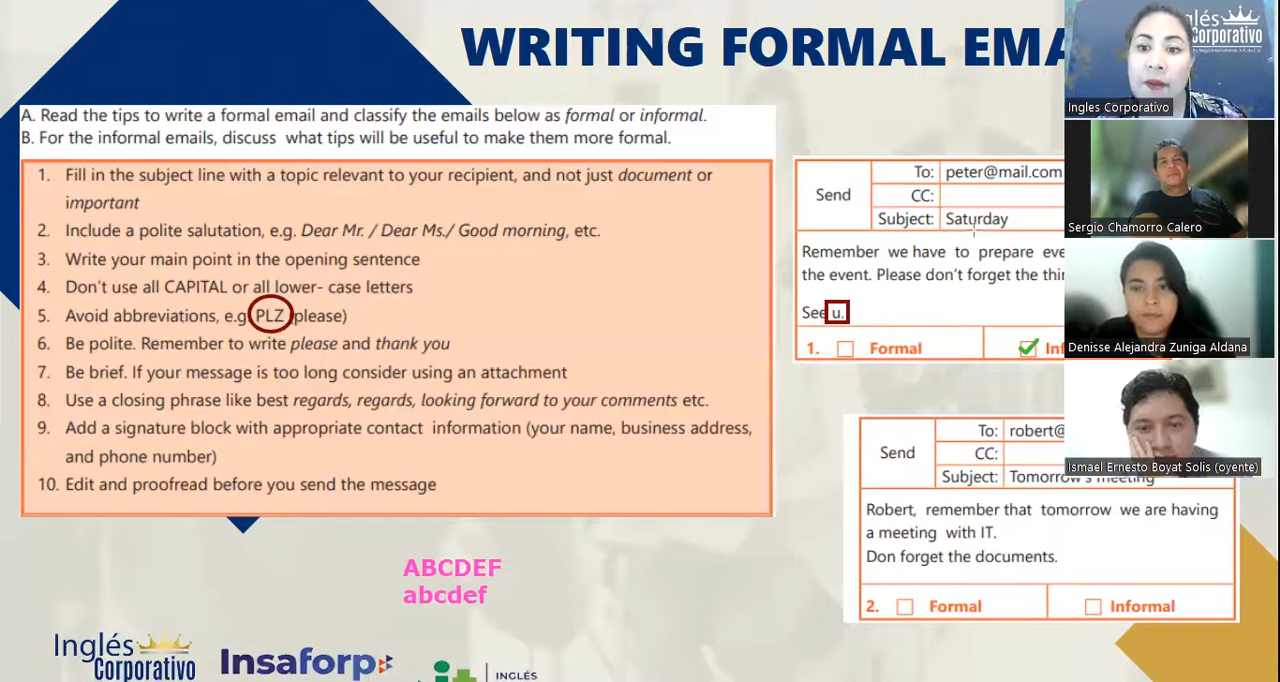 WRITING FORMAL EMA
A. Read the tips to write a formal email and classify the emails below as formal or informal.
B. For the informal emails, discuss what tips will be useful to make them more formal.
1. Fill in the subject line with a topic relevant to your recipient, and not just document or
important
2. Include a polite salutation, e.g. Dear Mr. / Dear Ms./ Good morning, etc.
3. Write your main point in the opening sentence
4. Don't use all CAPITAL or all lower- case letters
5. Avoid abbreviations, e.g. PLZ (please)
6. Be polite. Remember to write please and thank you
7. Be brief. If your message is too long consider using an attachment
8. Use a closing phrase like best regards, regards, looking forward to your comments etc.
9. Add a signature block with appropriate contact information (your name, business address,
and phone number)
10. Edit and proofread before you send the message
ABCDEF
abcdef
Inglés
Corporativo
Insaforp
INGLÉS
Send
To: peter@mail.com
CC:
Subject: Saturday
Remember we have to prepare eve
the event. Please don't forget the thin
See u.
1. Formal Inf
Send
To: robert@
CC:
Subject: Tomorrow's meeting
Robert, remember that tomorrow we are having
a meeting with IT.
Don forget the documents.
2. Formal Informal
glés
orporativo
Ingles Corporativo
Sergio Chamorro Calero
Denisse Alejandra Zuniga Aldana
Ismael Ernesto Boyat Solis (oyente)